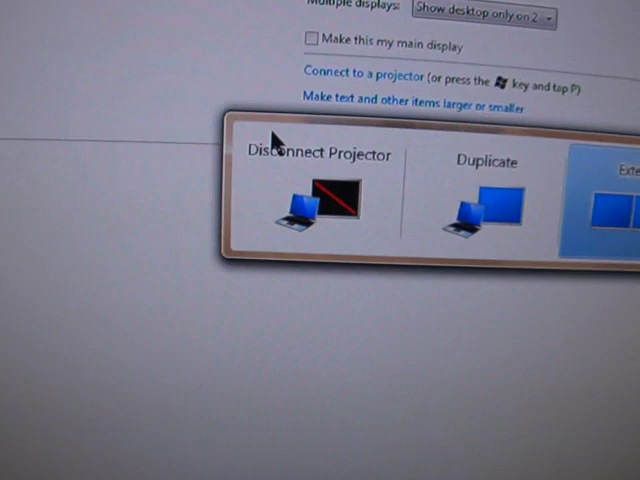 Multiple displays: Show desktop only on 2
Make this my main display
Connect to a projector (or press the key and tap P)
Make text and other items larger or smaller
Disconnect Projector
Duplicate
Exte